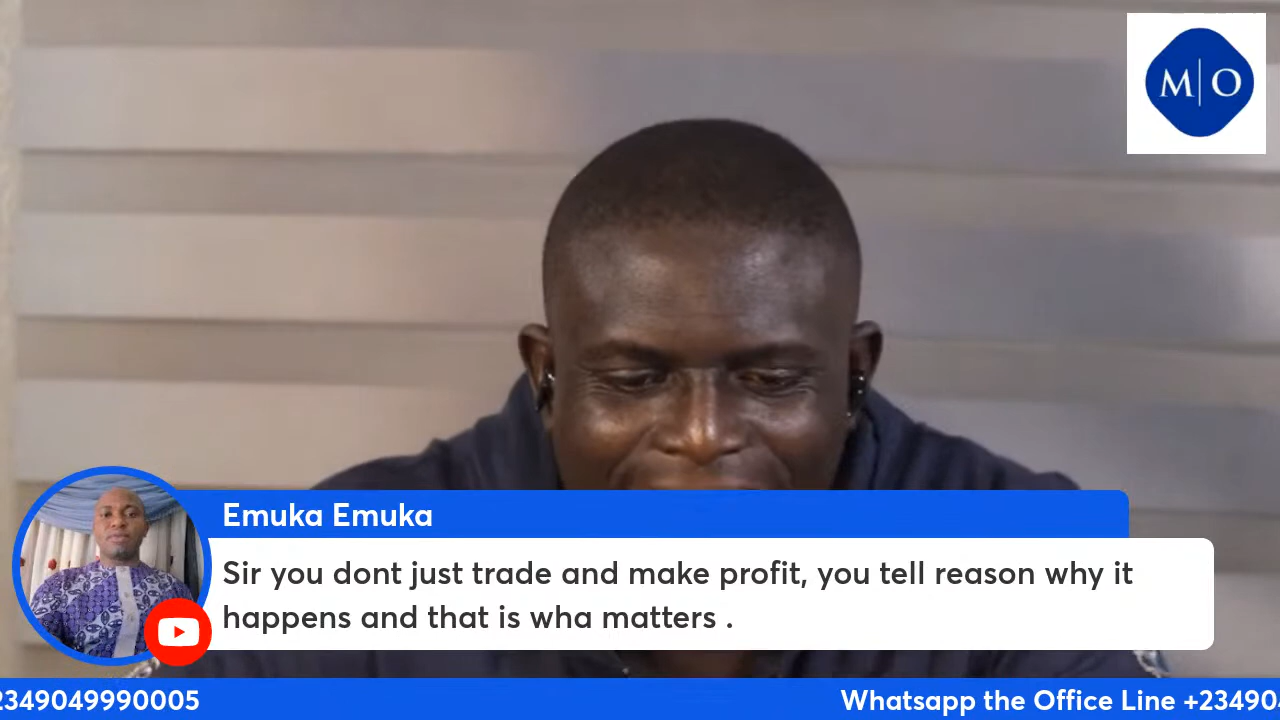 M|O
Emuka Emuka
Sir you dont just trade and make profit, you tell reason why it
happens and that is wha matters .
2349049990005
Whatsapp the Office Line +23490